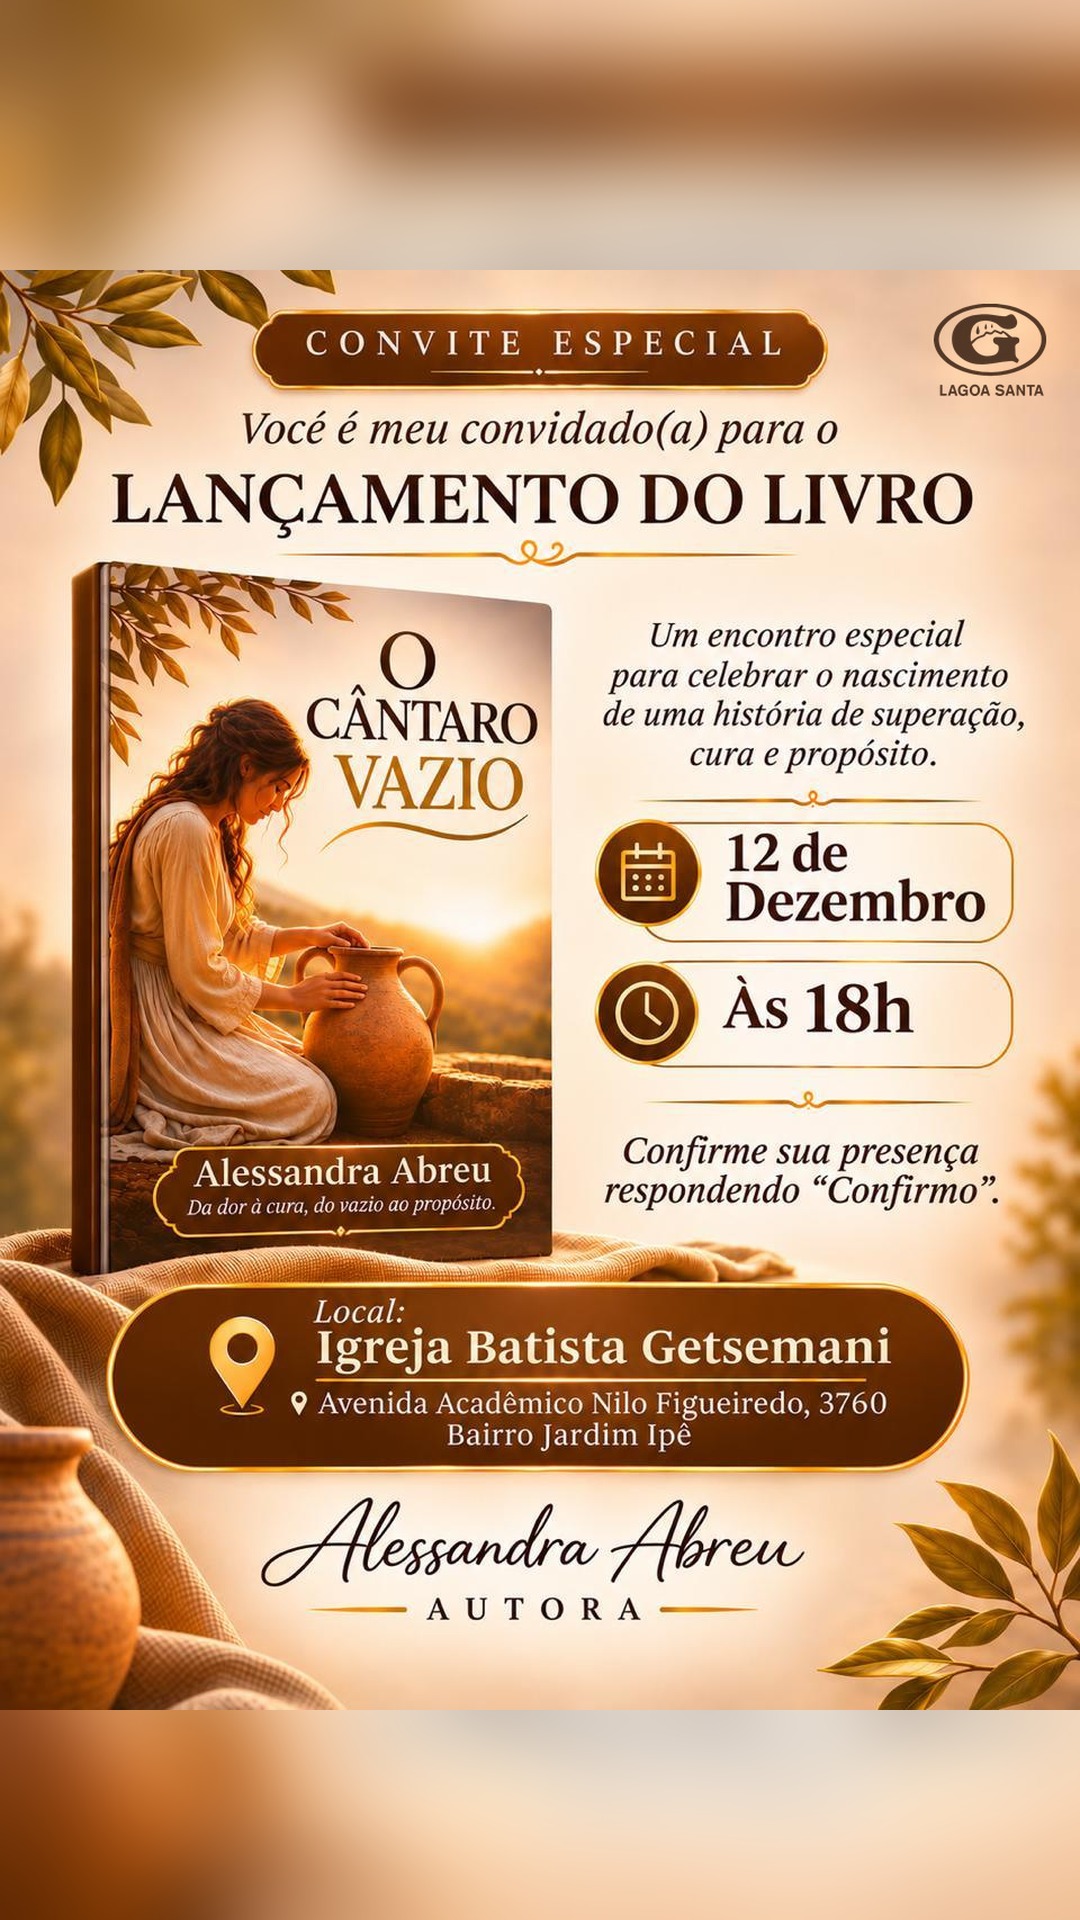 CONVITE ESPECIAL
LAGOA SANTA
Você é meu convidado(a) para o
LANÇAMENTO DO LIVRO
O
CÂNTARO
VAZIO
Alessandra Abreu
Da dor à cura, do vazio ao propósito.
Um encontro especial
para celebrar o nascimento
de uma história de superação,
cura e propósito.
12 de
Dezembro
Às 18h
Confirme sua presença
respondendo “Confirmo”.
Local:
Igreja Batista Getsemani
Avenida Acadêmico Nilo Figueiredo, 3760
Bairro Jardim Ipê
Alessandra Abreu
AUTORA